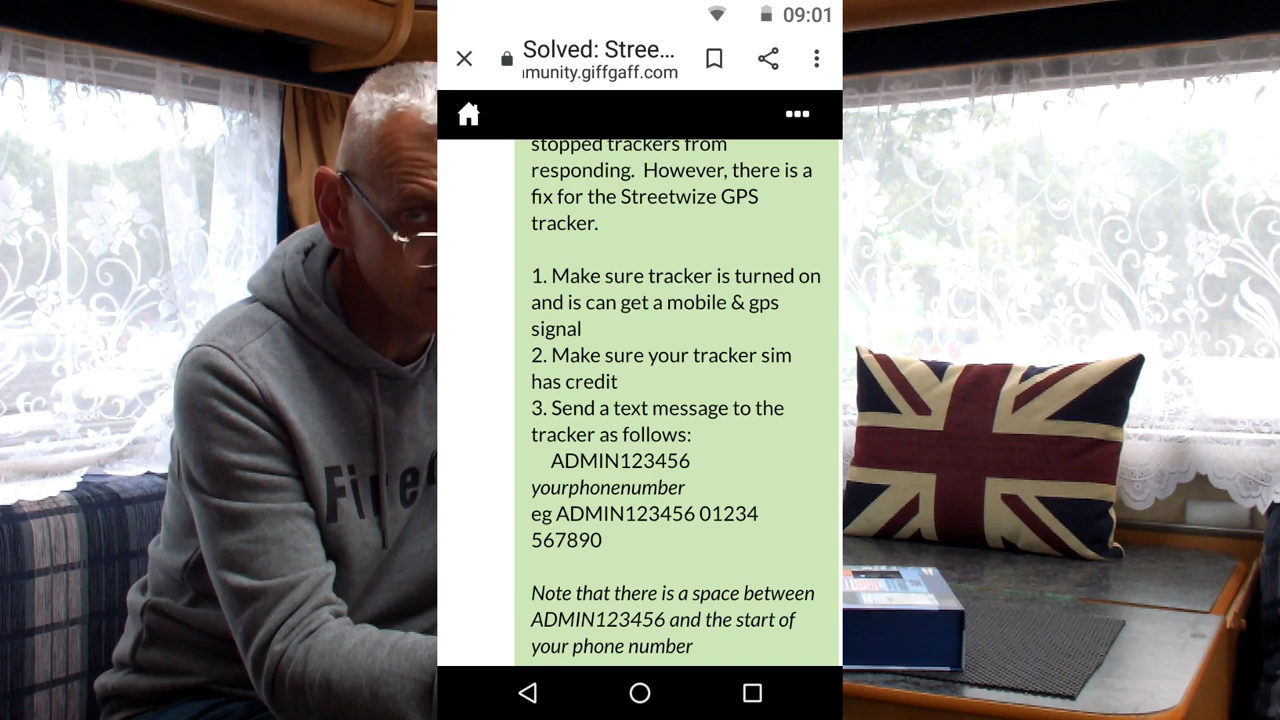 09:01
Solved: Stree...
munity.giffgaff.com
stopped trackers from
responding.  However, there is a
fix for the Streetwize GPS
tracker.
1. Make sure tracker is turned on
and is can get a mobile & gps
signal
2. Make sure your tracker sim
has credit
3. Send a text message to the
tracker as follows:
ADMIN123456
yourphonenumber
eg ADMIN123456 01234
567890
Note that there is a space between
ADMIN123456 and the start of
your phone number
Fire